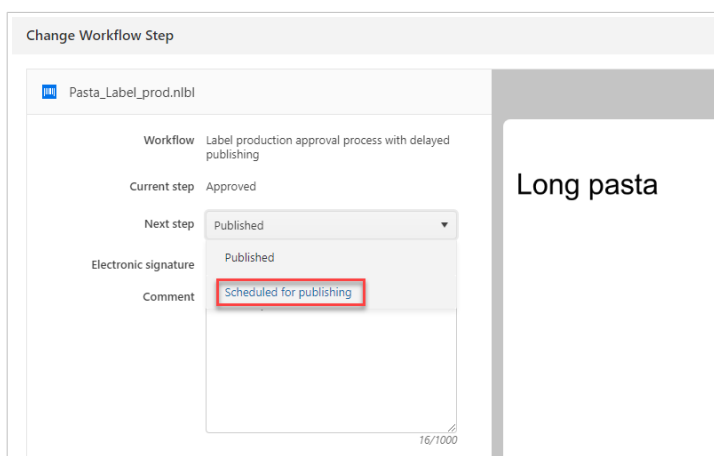 Change Workflow Step
Pasta_Label_prod.nlbl
Workflow Label production approval process with delayed
publishing
Current step Approved
Next step Published
Published
Electronic signature
Scheduled for publishing
Comment
16/1000
Long pasta